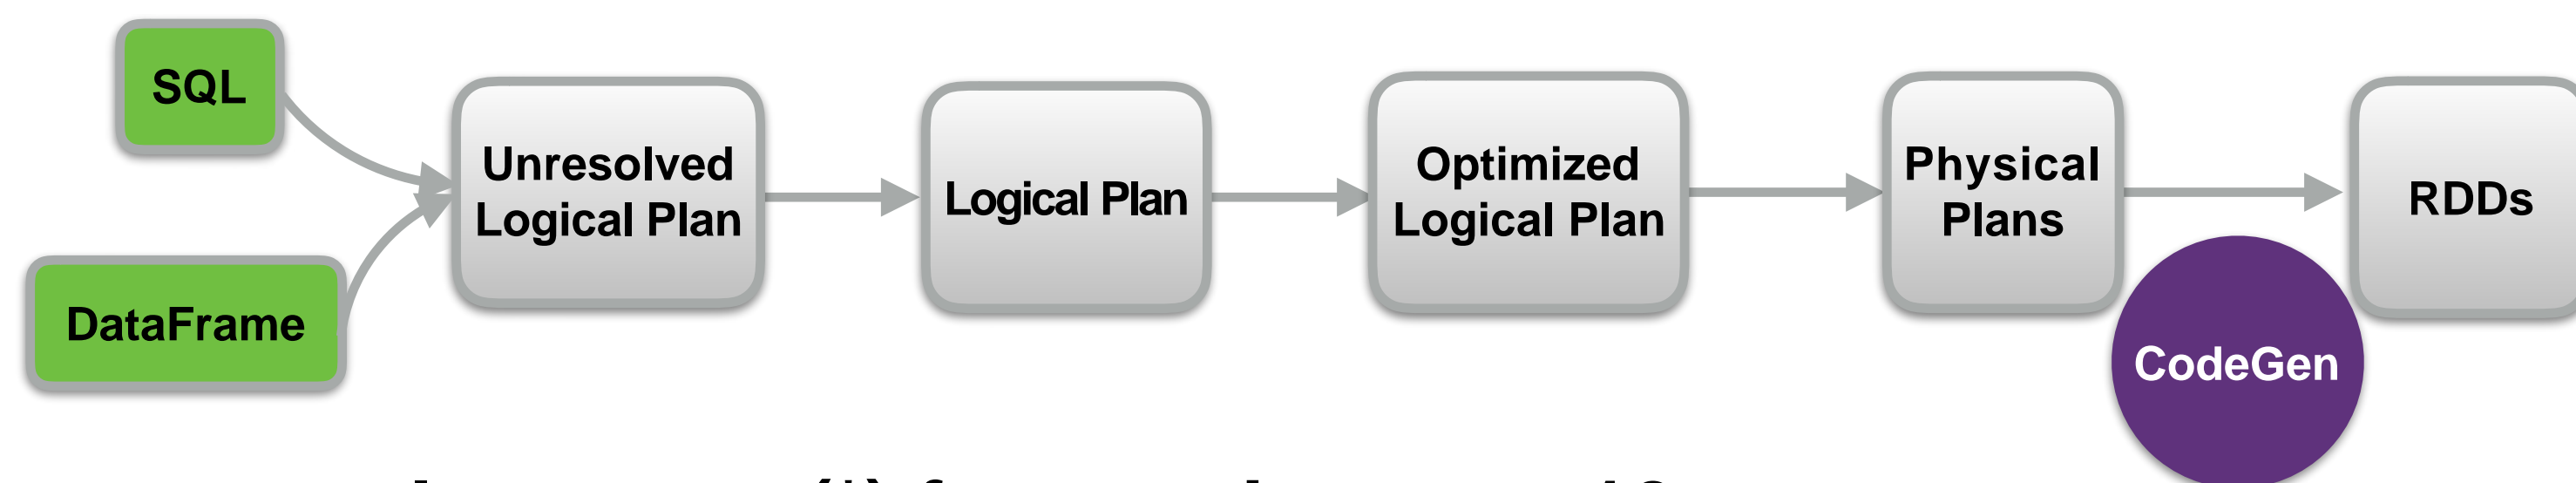 SQL
DataFrame
Unresolved
Logical Plan
Logical Plan
Optimized
Logical Plan
Physical
Plans
CodeGen
RDDs